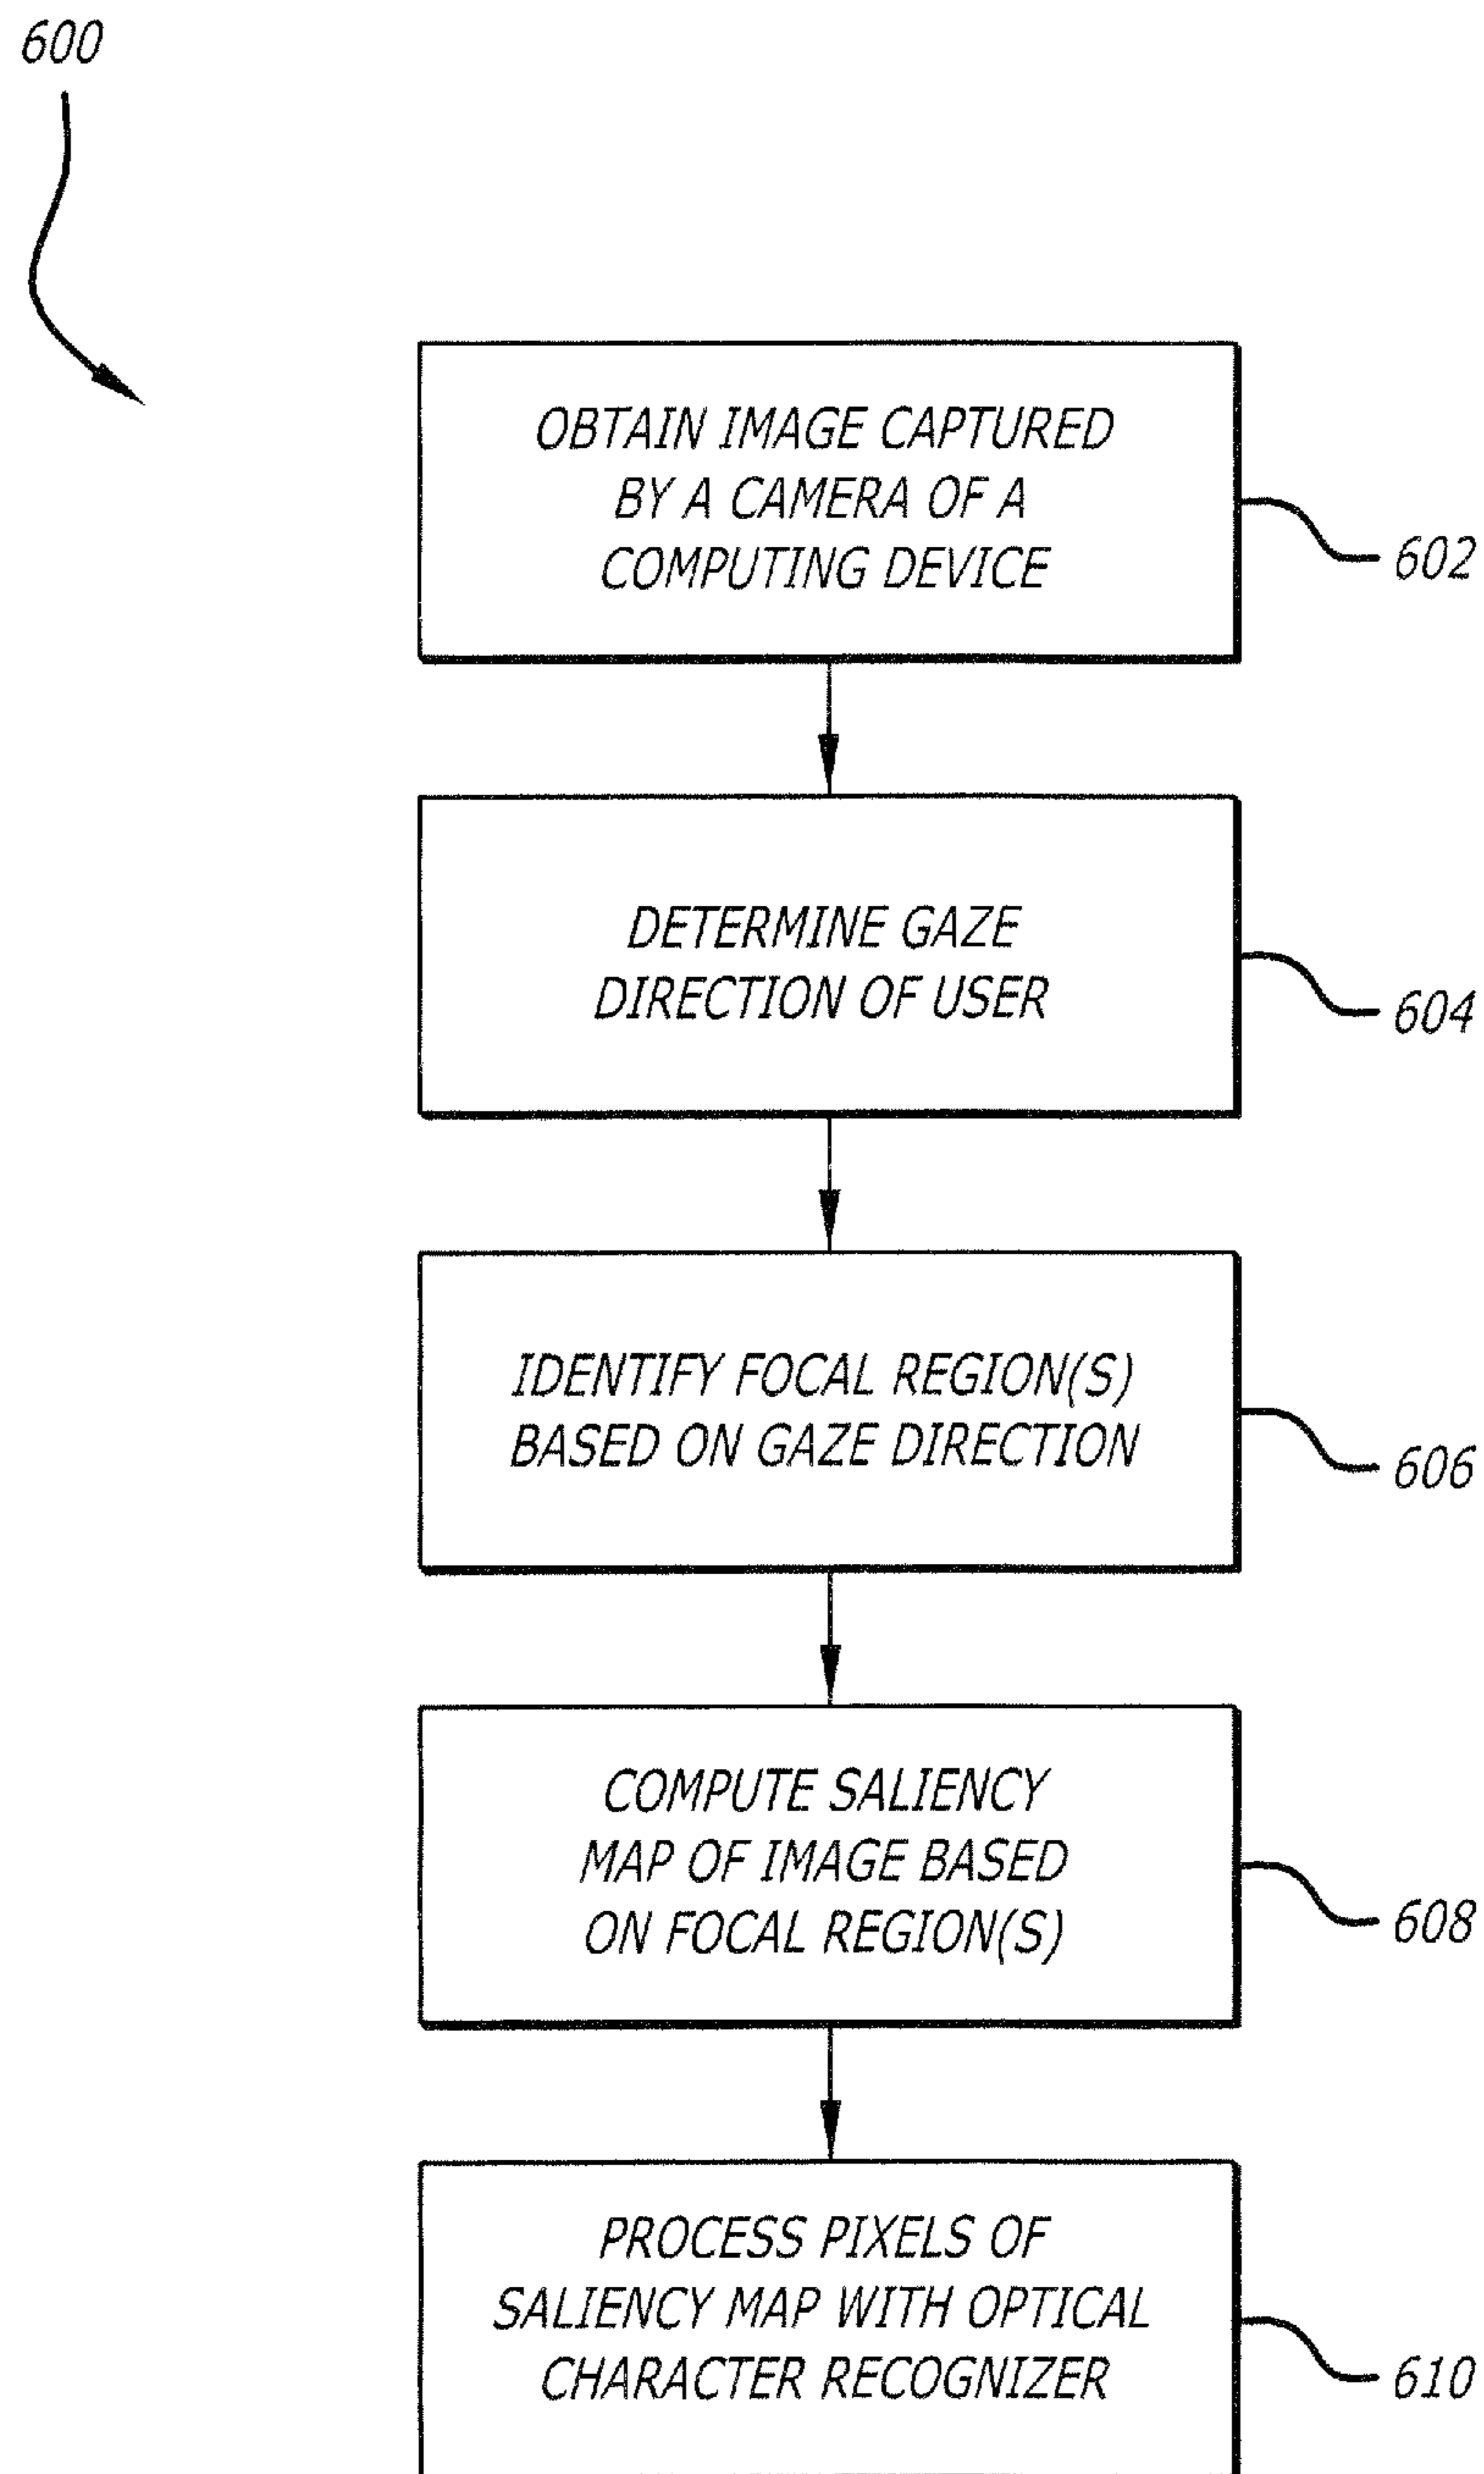 600
OBTAIN IMAGE CAPTURED
BY A CAMERA OF A
COMPUTING DEVICE
602
DETERMINE GAZE
DIRECTION OF USER
604
IDENTIFY FOCAL REGION(S)
BASED ON GAZE DIRECTION
606
COMPUTE SALIENCY
MAP OF IMAGE BASED
ON FOCAL REGION(S)
608
PROCESS PIXELS OF
SALIENCY MAP WITH OPTICAL
CHARACTER RECOGNIZER
610